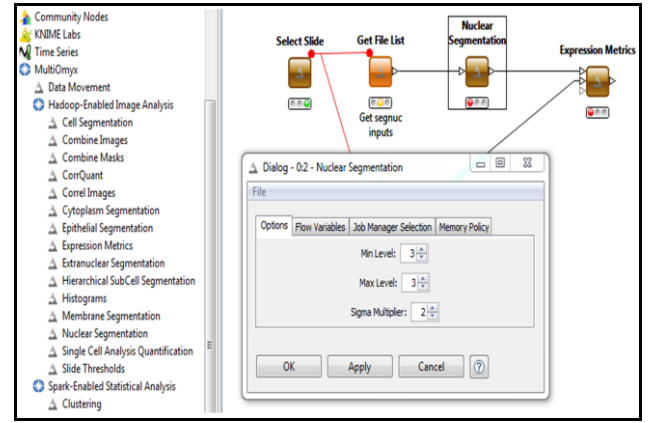 Community Nodes
KNIME Labs
Time Series
MultiOmyx
Data Movement
Hadoop-Enabled Image Analysis
Cell Segmentation
Combine Images
Combine Masks
CorrQuant
Correl Images
Cytoplasm Segmentation
Epithelial Segmentation
Expression Metrics
Extranuclear Segmentation
Hierarchical SubCell Segmentation
Histograms
Membrane Segmentation
Nuclear Segmentation
Single Cell Analysis Quantification
Slide Thresholds
Spark-Enabled Statistical Analysis
Clustering
Select Slide
Get File List
Get segnuc
inputs
Nuclear
Segmentation
Expression Metrics
Dialog - 0:2 - Nuclear Segmentation
File
Options Flow Variables Job Manager Selection Memory Policy
Min Level: 3
Max Level: 3
Sigma Multiplier: 2
OK Apply Cancel ?